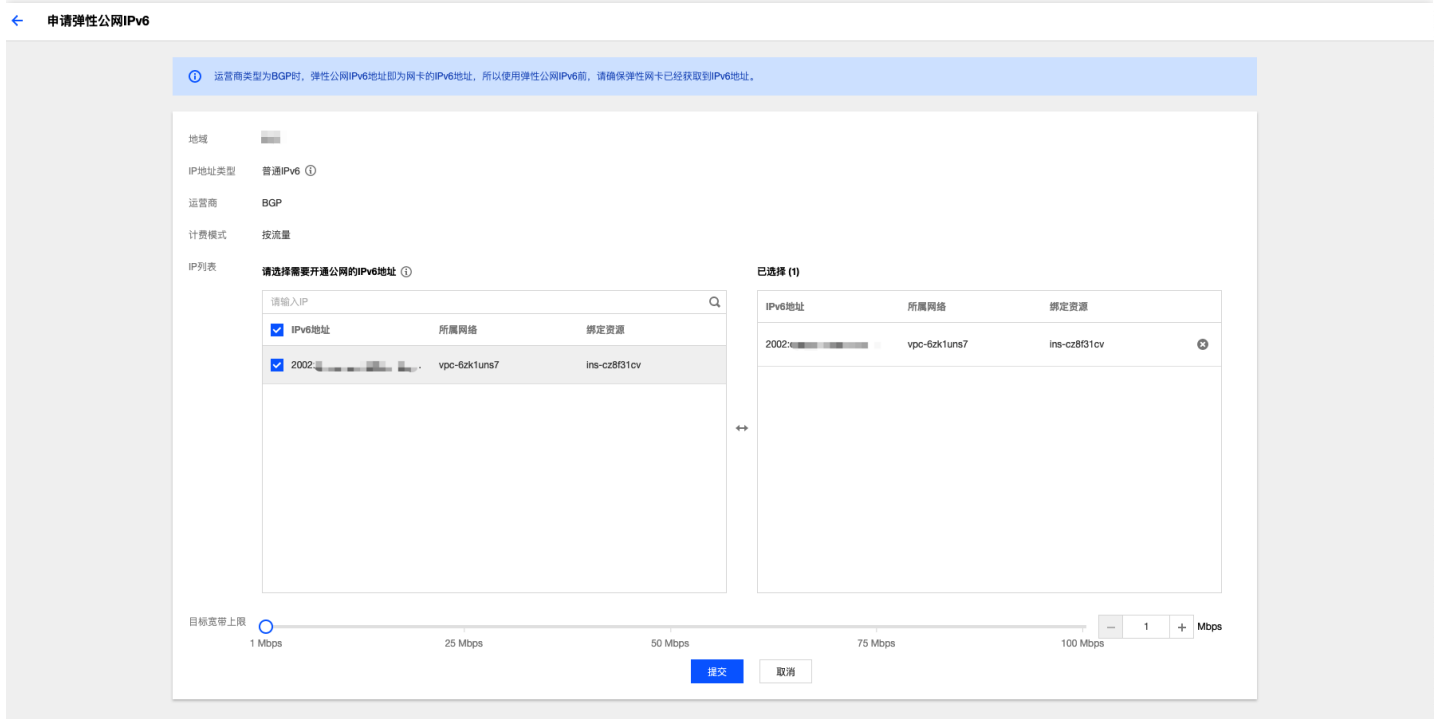 申请弹性公网IPv6
运营商类型为BGP时，弹性公网IPv6地址即为网卡的IPv6地址，所以使用弹性公网IPv6前，请确保弹性网卡已经获取到IPv6地址。
地域
IP地址类型 普通IPv6
运营商 BGP
计费模式 按流量
IP列表 请选择需要开通公网的IPv6地址 已选择 (1)
请输入IP
IPv6地址 所属网络 绑定资源
IPv6地址 所属网络 绑定资源
2002: vpc-6zk1uns7 ins-cz8f31cv
2002: vpc-6zk1uns7 ins-cz8f31cv
目标宽带上限 1 Mbps
1 Mbps 25 Mbps 50 Mbps 75 Mbps 100 Mbps
提交 取消